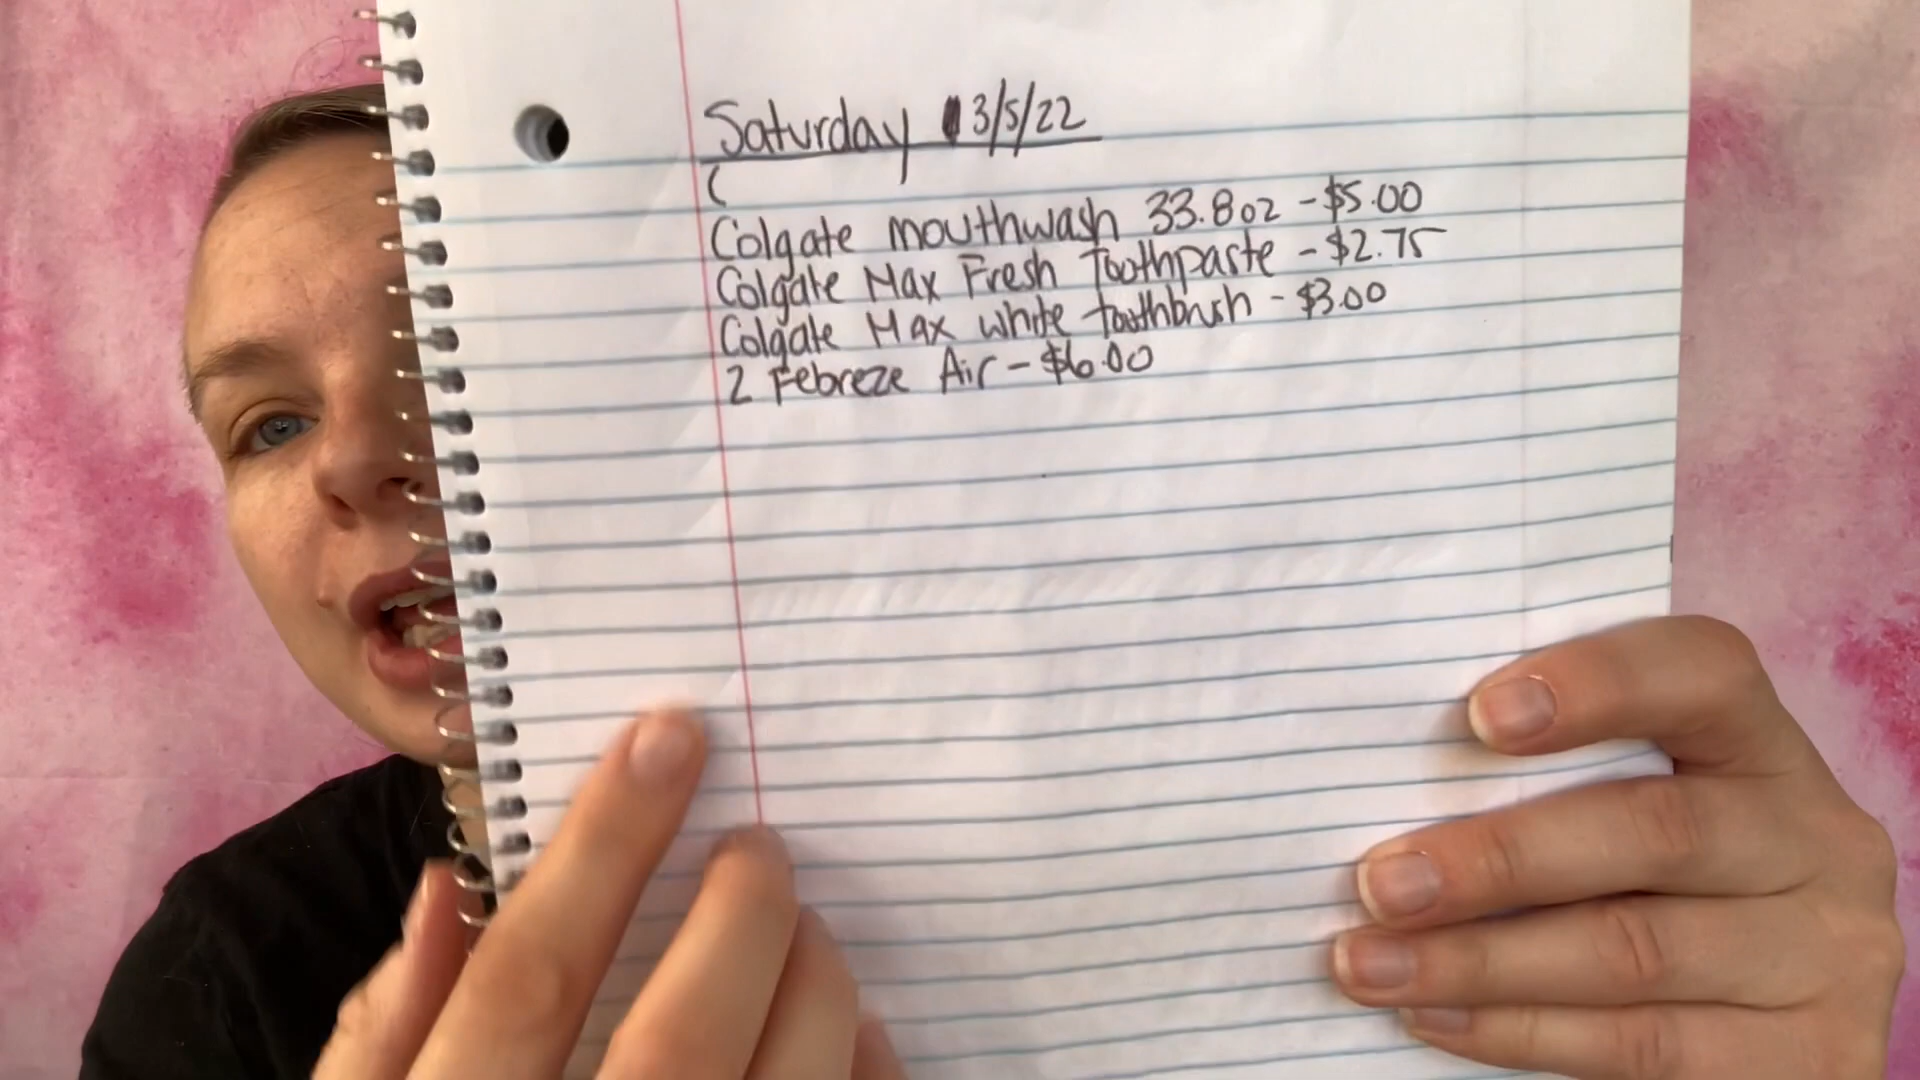 Saturday 3/5/22
(
Colgate mouthwash 33.8oz - $5.00
Colgate Max Fresh Toothpaste - $2.75
Colgate Max white toothbrush - $3.00
2 Febreze Air - $6.00